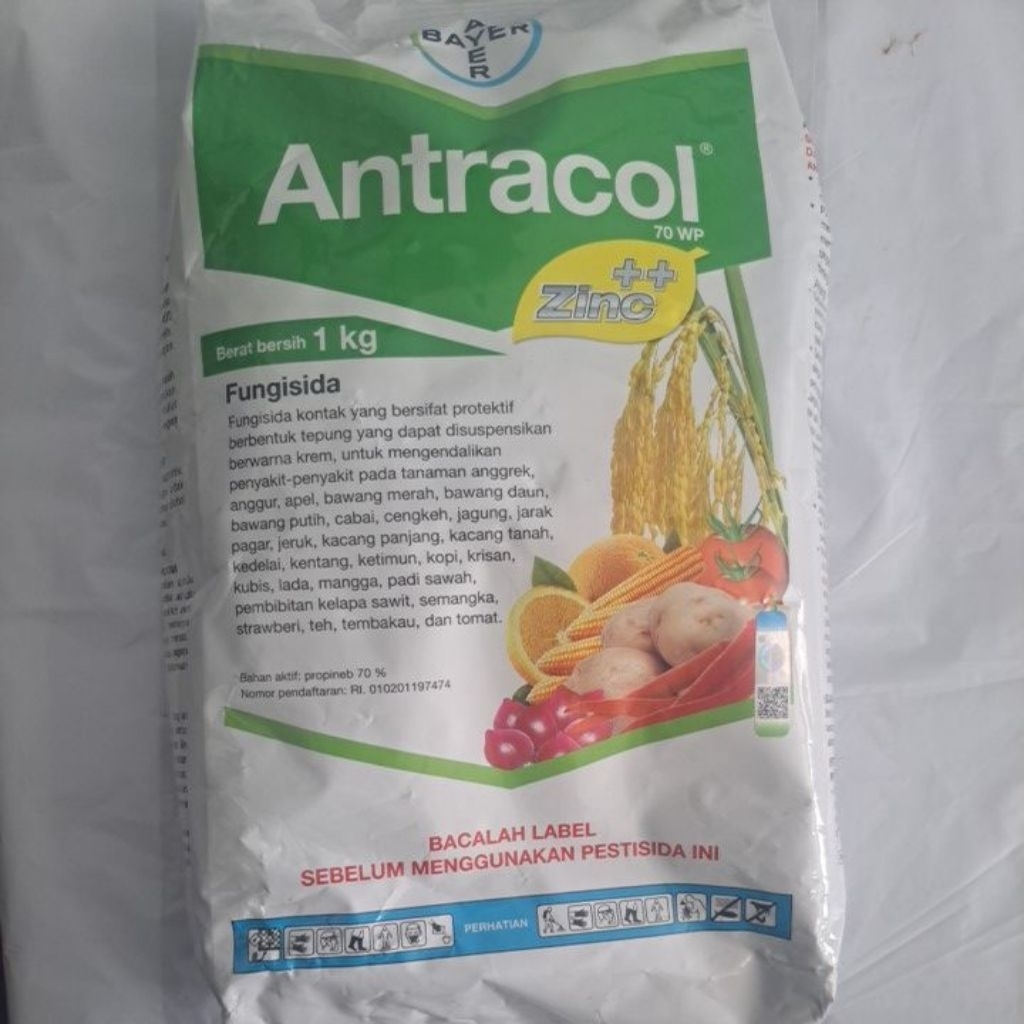 BAYER
BAYER
Antracol®
70 WP
Zinc++
Berat bersih 1 kg
Fungisida
Fungisida kontak yang bersifat protektif
berbentuk tepung yang dapat disuspensikan
berwarna krem, untuk mengendalikan
penyakit-penyakit pada tanaman anggrek,
anggur, apel, bawang merah, bawang daun,
bawang putih, cabai, cengkeh, jagung, jarak
pagar, jeruk, kacang panjang, kacang tanah,
kedelai, kentang, ketimun, kopi, krisan,
kubis, lada, mangga, padi sawah,
pembibitan kelapa sawit, semangka,
strawberi, teh, tembakau, dan tomat.
Bahan aktif: propineb 70 %
Nomor pendaftaran: RI. 010201197474
BACALAH LABEL
SEBELUM MENGGUNAKAN PESTISIDA INI
PERHATIAN